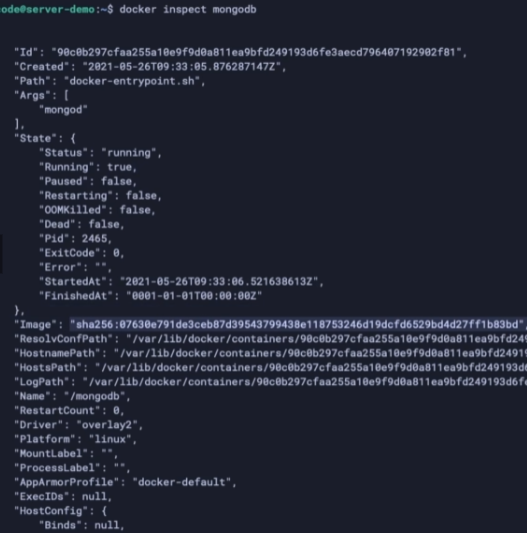 code@server-demo:~$ docker inspect mongodb
"Id": "90c0b297cfaa255a10e9f9d0a811ea9bfd249193d6fe3aecd796407192902f81",
"Created": "2021-05-26T09:33:05.876287147Z",
"Path": "docker-entrypoint.sh",
"Args": [
"mongod"
],
"State": {
"Status": "running",
"Running": true,
"Paused": false,
"Restarting": false,
"OOMKilled": false,
"Dead": false,
"Pid": 2465,
"ExitCode": 0,
"Error": "",
"StartedAt": "2021-05-26T09:33:06.521638613Z",
"FinishedAt": "0001-01-01T00:00:00Z"
},
"Image": "sha256:07630e791de3ceb87d39543799438e118753246d19dcfd6529bd4d27ff1b83bd",
"ResolvConfPath": "/var/lib/docker/containers/90c0b297cfaa255a10e9f9d0a811ea9bfd249
"HostnamePath": "/var/lib/docker/containers/90c0b297cfaa255a10e9f9d0a811ea9bfd24919
"HostsPath": "/var/lib/docker/containers/90c0b297cfaa255a10e9f9d0a811ea9bfd249193d6
"LogPath": "/var/lib/docker/containers/90c0b297cfaa255a10e9f9d0a811ea9bfd249193d6fe
"Name": "/mongodb",
"RestartCount": 0,
"Driver": "overlay2",
"Platform": "linux",
"MountLabel": "",
"ProcessLabel": "",
"AppArmorProfile": "docker-default",
"ExecIDs": null,
"HostConfig": {
"Binds": null,